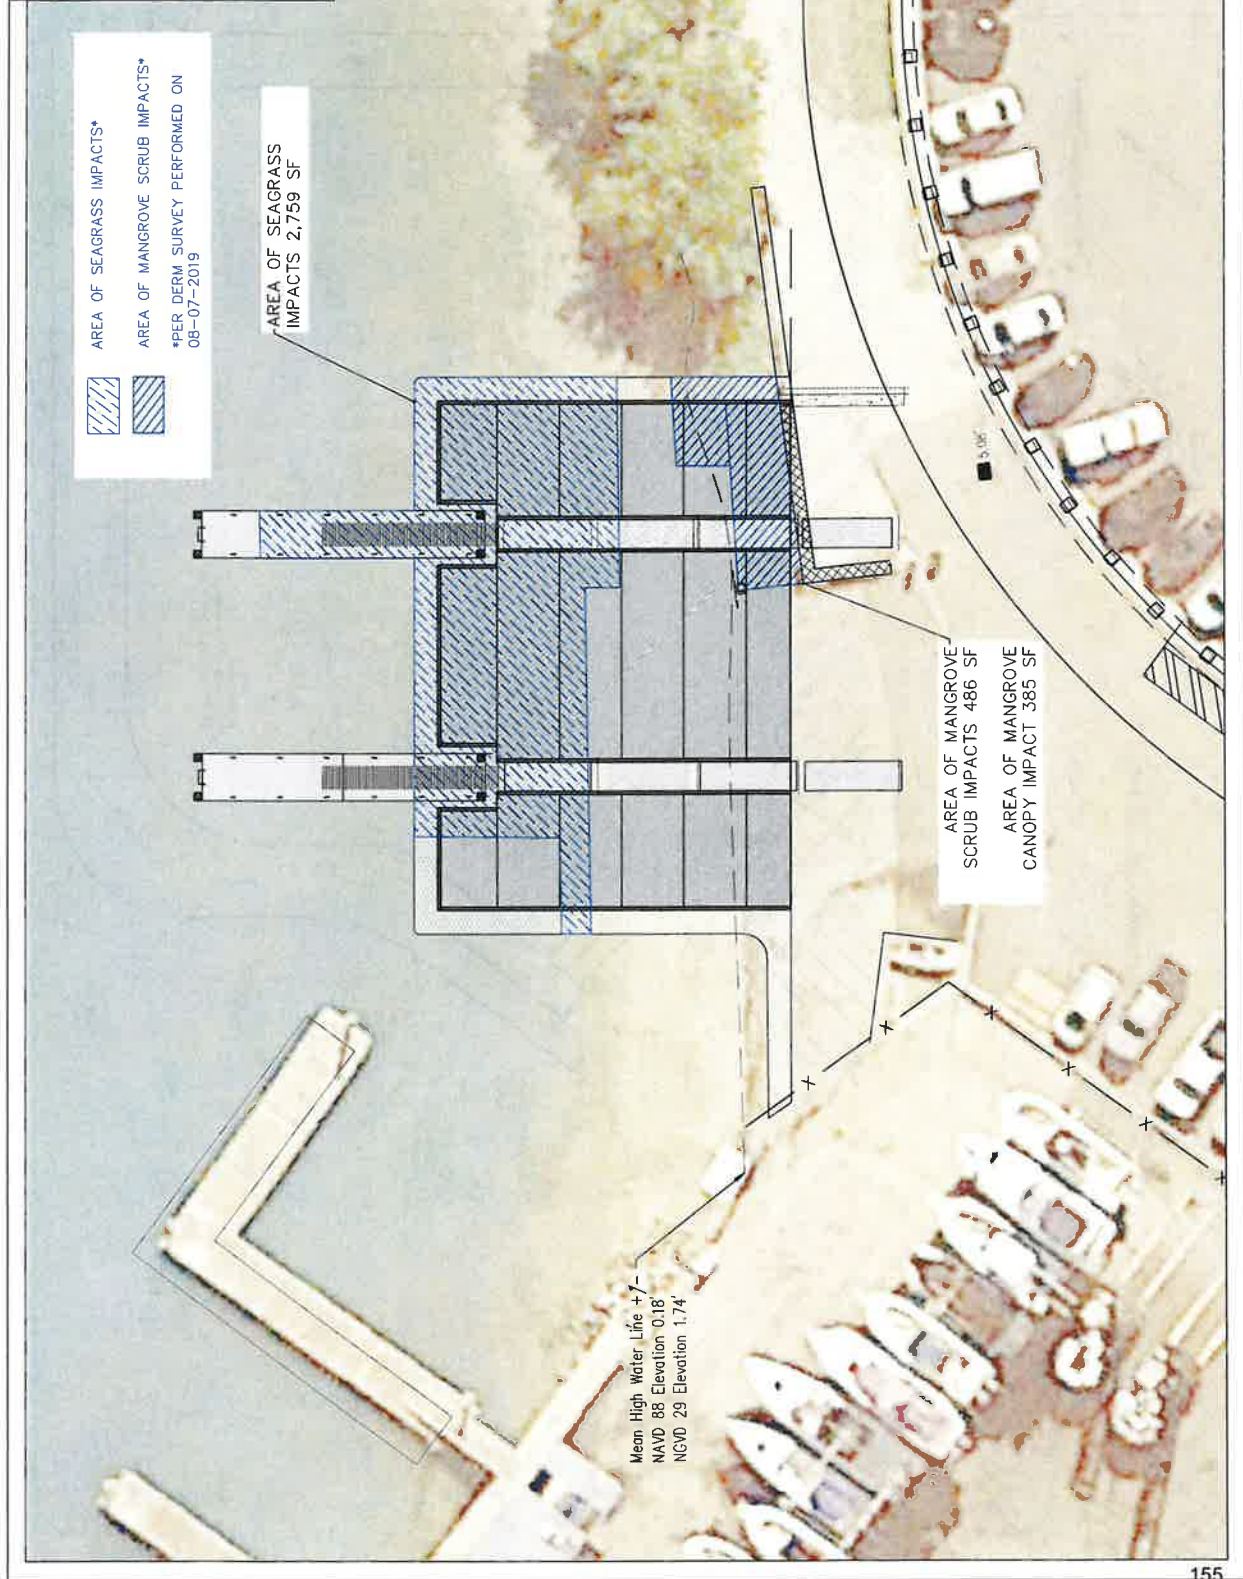 AREA OF SEAGRASS IMPACTS*
AREA OF MANGROVE SCRUB IMPACTS*
*PER DERM SURVEY PERFORMED ON
08-07-2019
AREA OF SEAGRASS
IMPACTS 2,759 SF
5.08'
AREA OF MANGROVE
SCRUB IMPACTS 486 SF
AREA OF MANGROVE
CANOPY IMPACT 385 SF
Mean High Water Line +/-
NAVD 88 Elevation 0.18'
NGVD 29 Elevation 1.74'
155